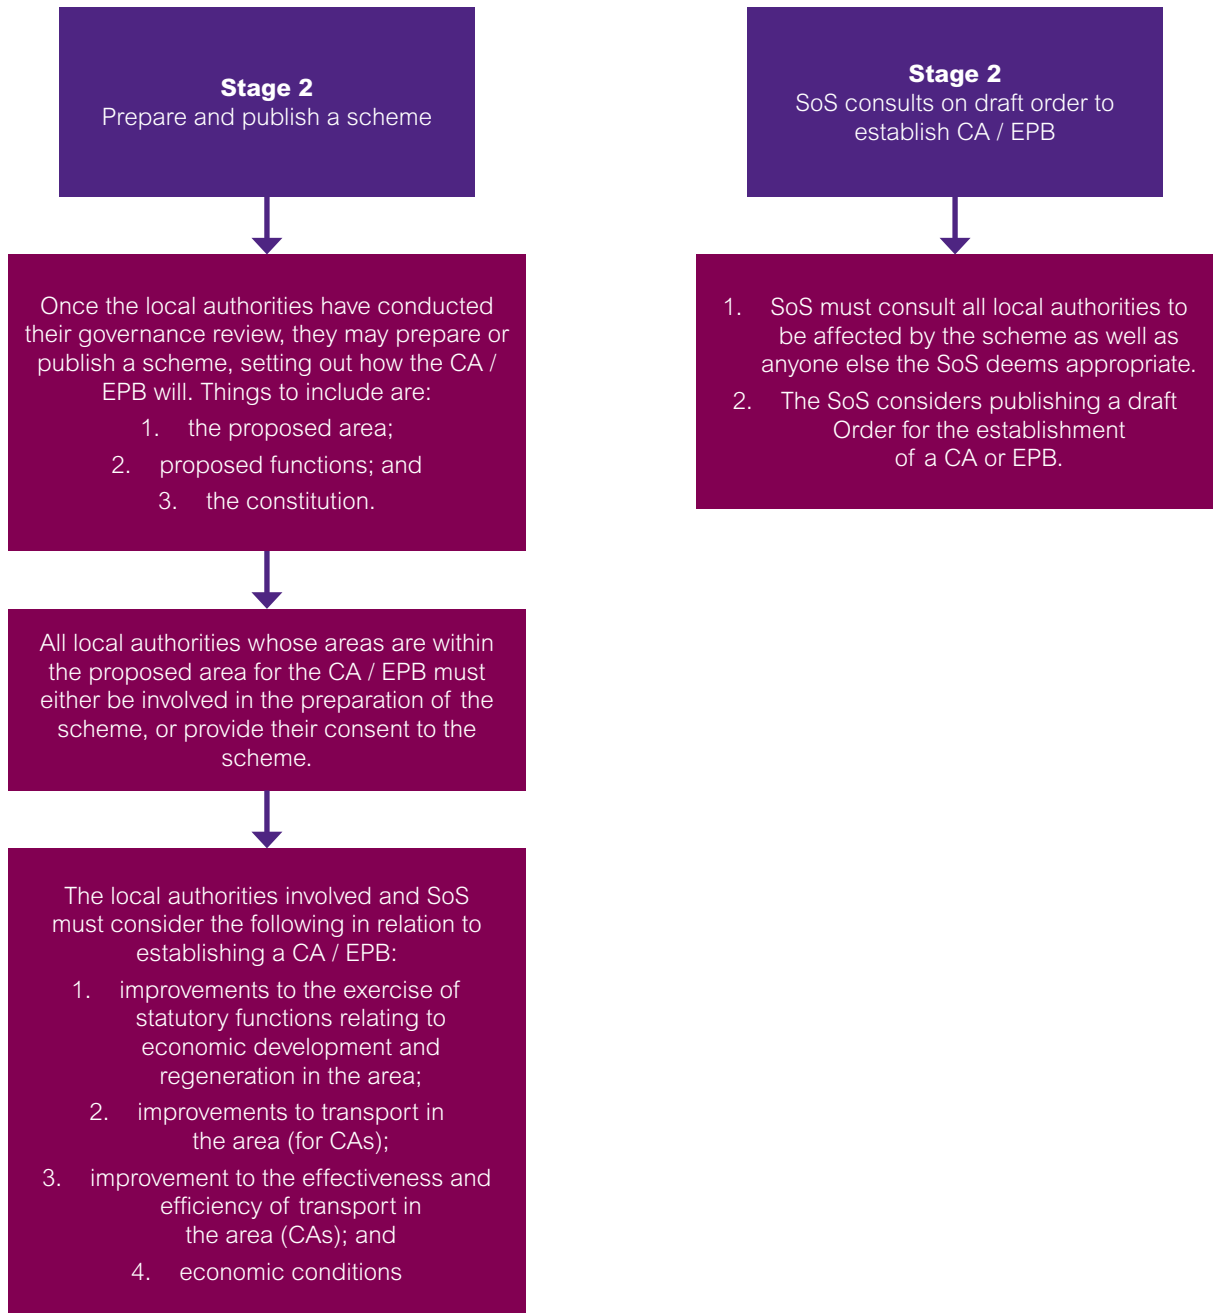 Stage 2
Prepare and publish a scheme
Once the local authorities have conducted
their governance review, they may prepare or
publish a scheme, setting out how the CA /
EPB will. Things to include are:
1. the proposed area;
2. proposed functions; and
3. the constitution.
All local authorities whose areas are within
the proposed area for the CA / EPB must
either be involved in the preparation of the
scheme, or provide their consent to the
scheme.
The local authorities involved and SoS
must consider the following in relation to
establishing a CA / EPB:
1. improvements to the exercise of
statutory functions relating to
economic development and
regeneration in the area;
2. improvements to transport in
the area (for CAs);
3. improvement to the effectiveness and
efficiency of transport in
the area (CAs); and
4. economic conditions
Stage 2
SoS consults on draft order to
establish CA / EPB
1. SoS must consult all local authorities to
be affected by the scheme as well as
anyone else the SoS deems appropriate.
2. The SoS considers publishing a draft
Order for the establishment
of a CA or EPB.